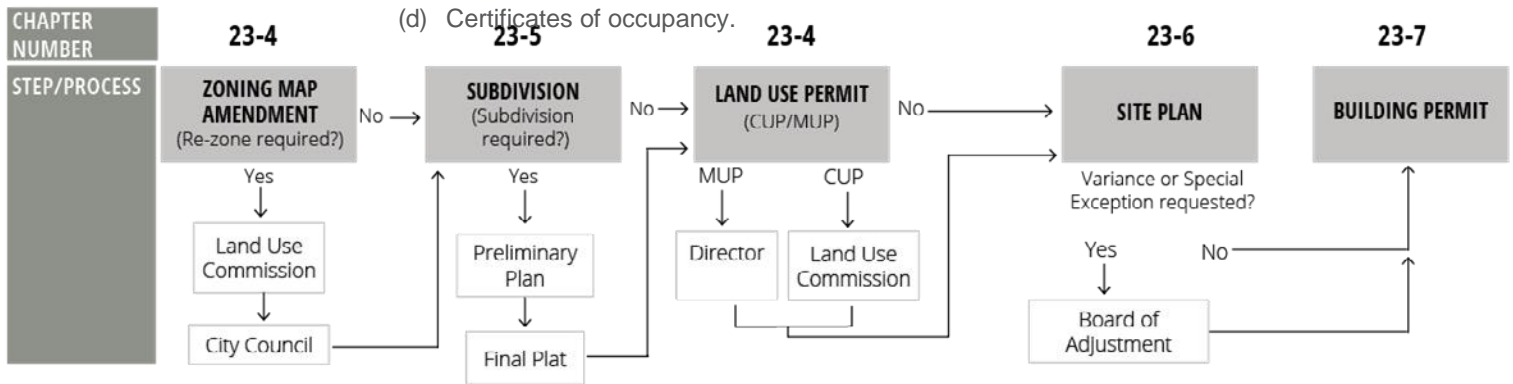 (d) Certificates of occupancy.
CHAPTER
NUMBER
23-4
23-5
23-4
23-6
23-7
STEP/PROCESS
ZONING MAP
AMENDMENT
(Re-zone required?)
No
SUBDIVISION
(Subdivision
required?)
No
LAND USE PERMIT
(CUP/MUP)
No
SITE PLAN
BUILDING PERMIT
Yes
Land Use
Commission
City Council
Yes
Preliminary
Plan
Final Plat
MUP
Director
CUP
Land Use
Commission
Variance or Special
Exception requested?
Yes
No
Board of
Adjustment